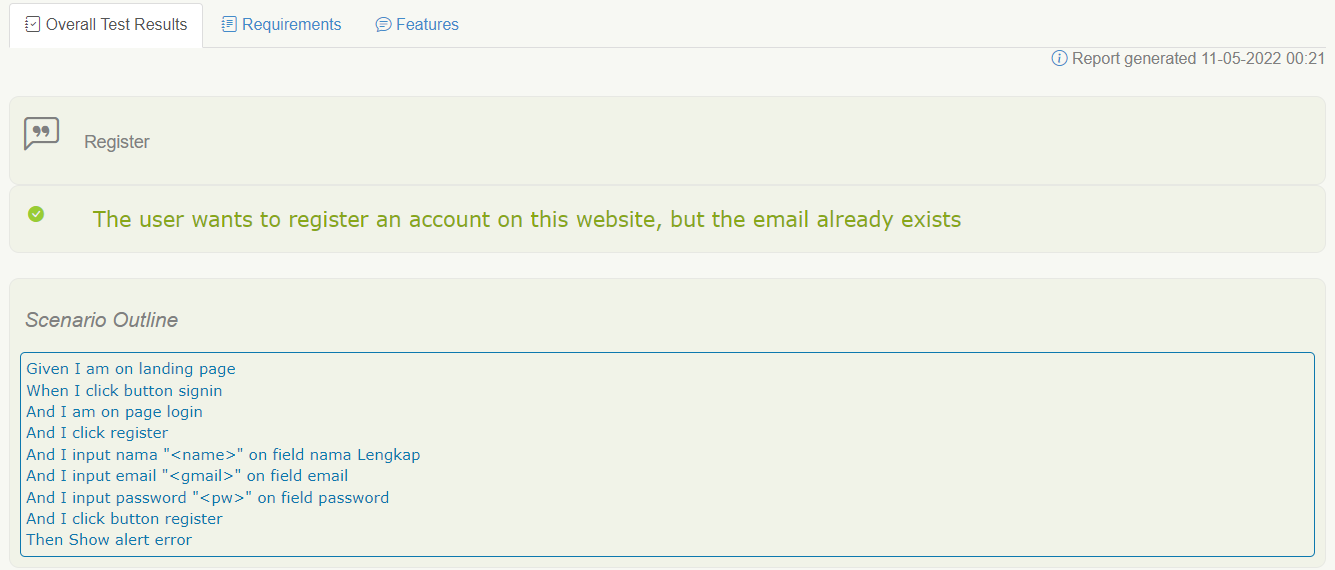 Overall Test Results
Requirements
Features
Report generated 11-05-2022 00:21
Register
The user wants to register an account on this website, but the email already exists
Scenario Outline
Given I am on landing page
When I click button signin
And I am on page login
And I click register
And I input nama "<name>" on field nama Lengkap
And I input email "<gmail>" on field email
And I input password "<pw>" on field password
And I click button register
Then Show alert error